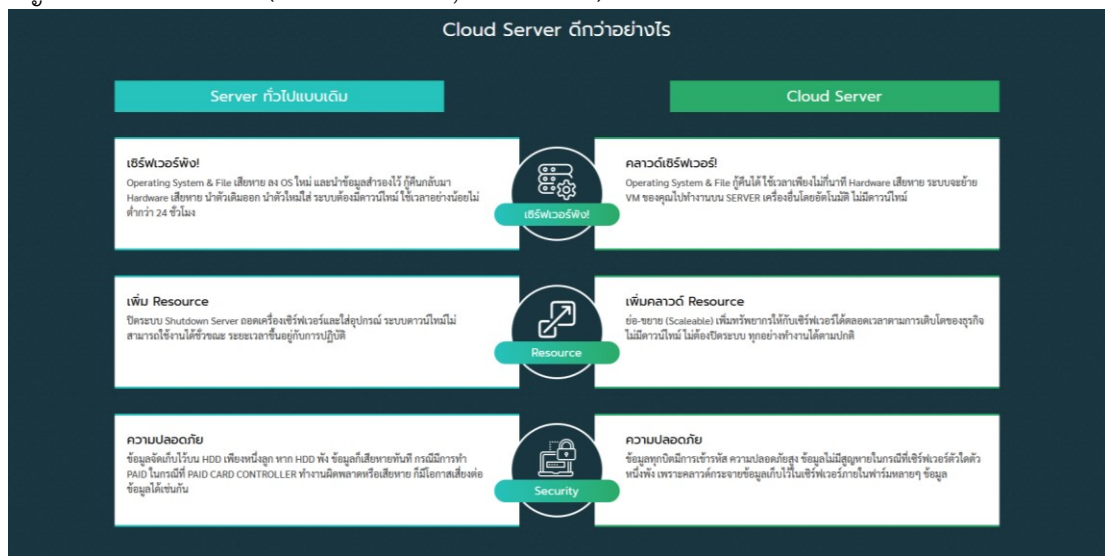 Cloud Server ดีกว่าอย่างไร
Server ทั่วไปแบบเดิม
Cloud Server
เซิร์ฟเวอร์พัง!
Operating System & File เสียหาย ลง OS ใหม่ และนำข้อมูลสำรองไว้ กู้คืนกลับมา
Hardware เสียหาย นำตัวเดิมออก นำตัวใหม่ใส่ ระบบต้องมีดาวน์ไทม์ ใช้เวลาอย่างน้อยไม่
ต่ำกว่า 24 ชั่วโมง
เซิร์ฟเวอร์พัง!
คลาวด์เซิร์ฟเวอร์!
Operating System & File กู้คืนได้ ใช้เวลาเพียงไม่กี่นาที Hardware เสียหาย ระบบจะย้าย
VM ของคุณไปทำงานบน SERVER เครื่องอื่นโดยอัตโนมัติ ไม่มีดาวน์ไทม์
เพิ่ม Resource
ปิดระบบ Shutdown Server ถอดเครื่องเซิร์ฟเวอร์และใส่อุปกรณ์ ระบบดาวน์ไทม์ไม่
สามารถใช้งานได้ชั่วขณะ ระยะเวลาขึ้นอยู่กับการปฏิบัติ
Resource
เพิ่มคลาวด์ Resource
ย่อ-ขยาย (Scaleable) เพิ่มทรัพยากรให้กับเซิร์ฟเวอร์ได้ตลอดเวลาตามการเติบโตของธุรกิจ
ไม่มีดาวน์ไทม์ ไม่ต้องปิดระบบ ทุกอย่างทำงานได้ตามปกติ
ความปลอดภัย
ข้อมูลจัดเก็บไว้บน HDD เพียงหนึ่งลูก หาก HDD พัง ข้อมูลก็เสียหายทันที กรณีมีการทำ
PAID ในกรณีที่ PAID CARD CONTROLLER ทำงานผิดพลาดหรือเสียหาย ก็มีโอกาสเสี่ยงต่อ
ข้อมูลได้เช่นกัน
Security
ความปลอดภัย
ข้อมูลทุกบิตมีการเข้ารหัส ความปลอดภัยสูง ข้อมูลไม่มีสูญหายในกรณีที่เซิร์ฟเวอร์ตัวใดตัว
หนึ่งพัง เพราะคลาวด์กระจายข้อมูลเก็บไว้ในเซิร์ฟเวอร์ภายในฟาร์มหลายๆ ข้อมูล